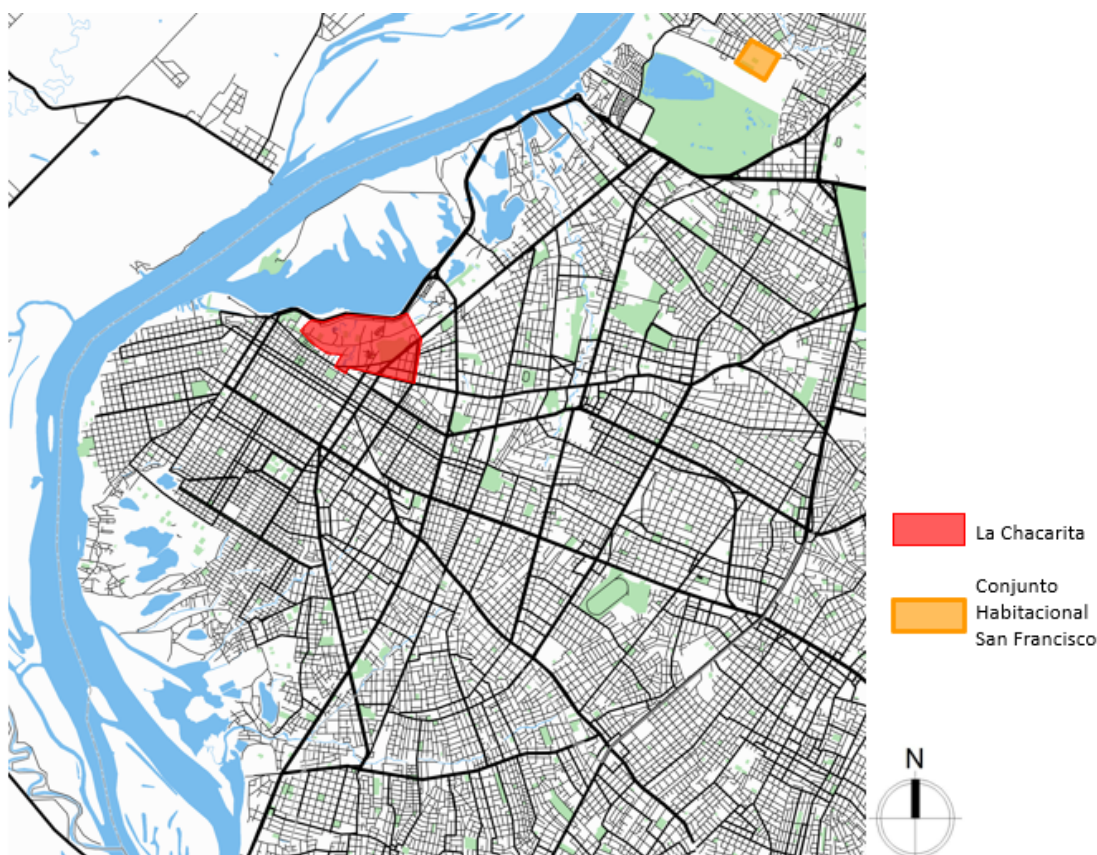 La Chacarita
Conjunto
Habitacional
San Francisco
N